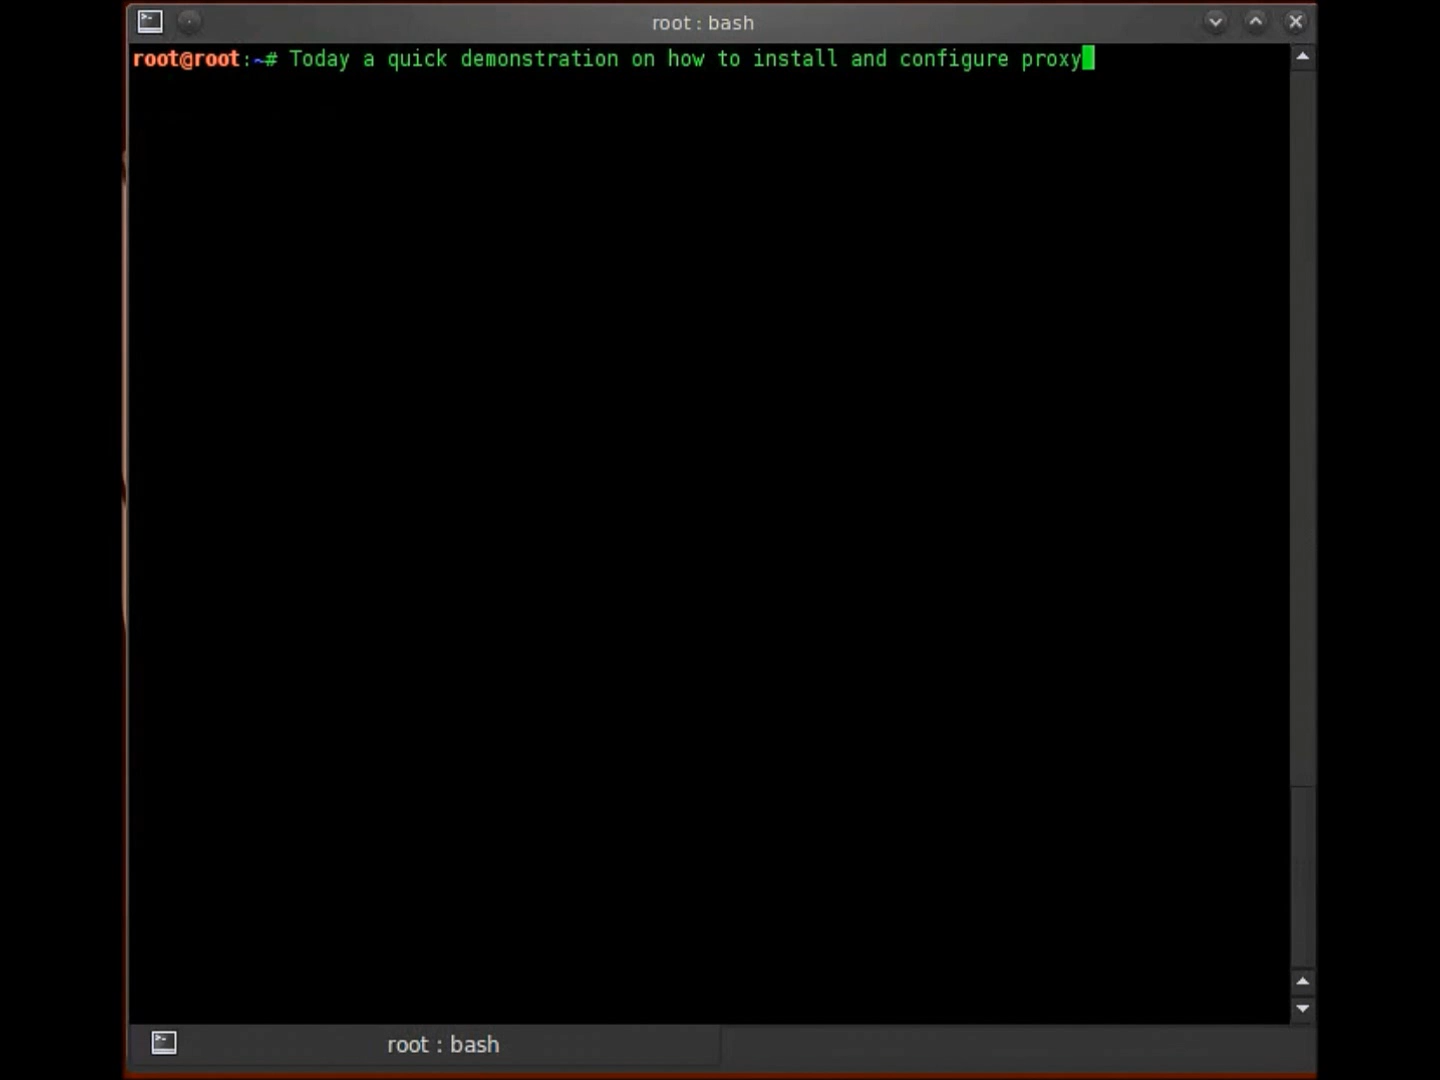 root : bash
root@root:~# Today a quick demonstration on how to install and configure proxy
root : bash